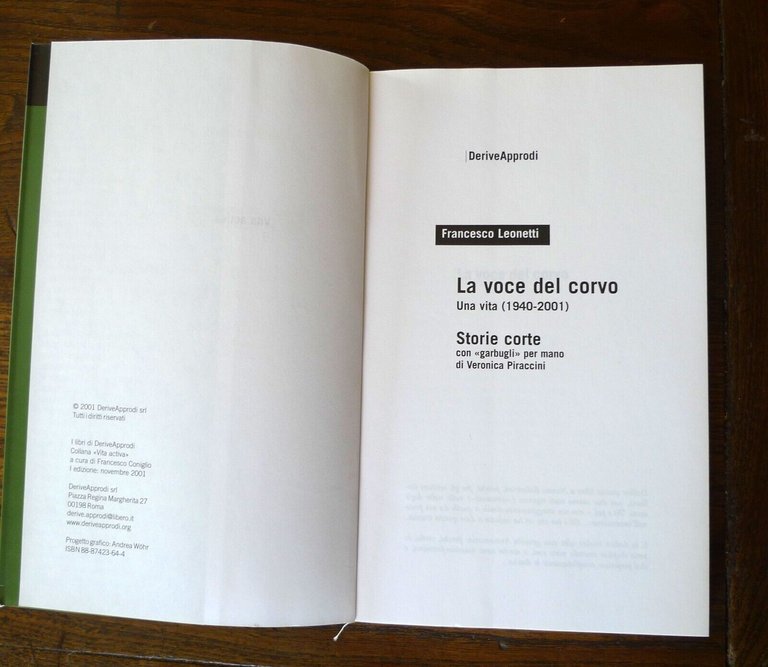 © 2001 DeriveApprodi srl
Tutti i diritti riservati
I libri di DeriveApprodi
Collana «Vita activa»
a cura di Francesco Coniglio
I edizione: novembre 2001
DeriveApprodi srl
Piazza Regina Margherita 27
00198 Roma
derive.approdi@libero.it
www.deriveapprodi.org
Progetto grafico: Andrea Wöhr
ISBN 88-87423-64-4
DeriveApprodi
Francesco Leonetti
La voce del corvo
Una vita (1940-2001)
Storie corte
con «garbugli» per mano
di Veronica Piraccini